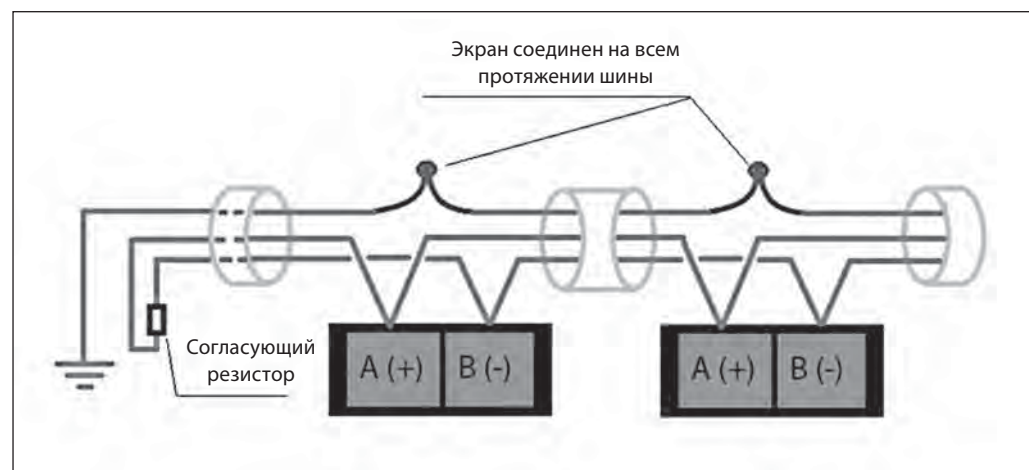 Экран соединен на всем
протяжении шины
Согласующий
резистор
A (+) B (-)
A (+) B (-)